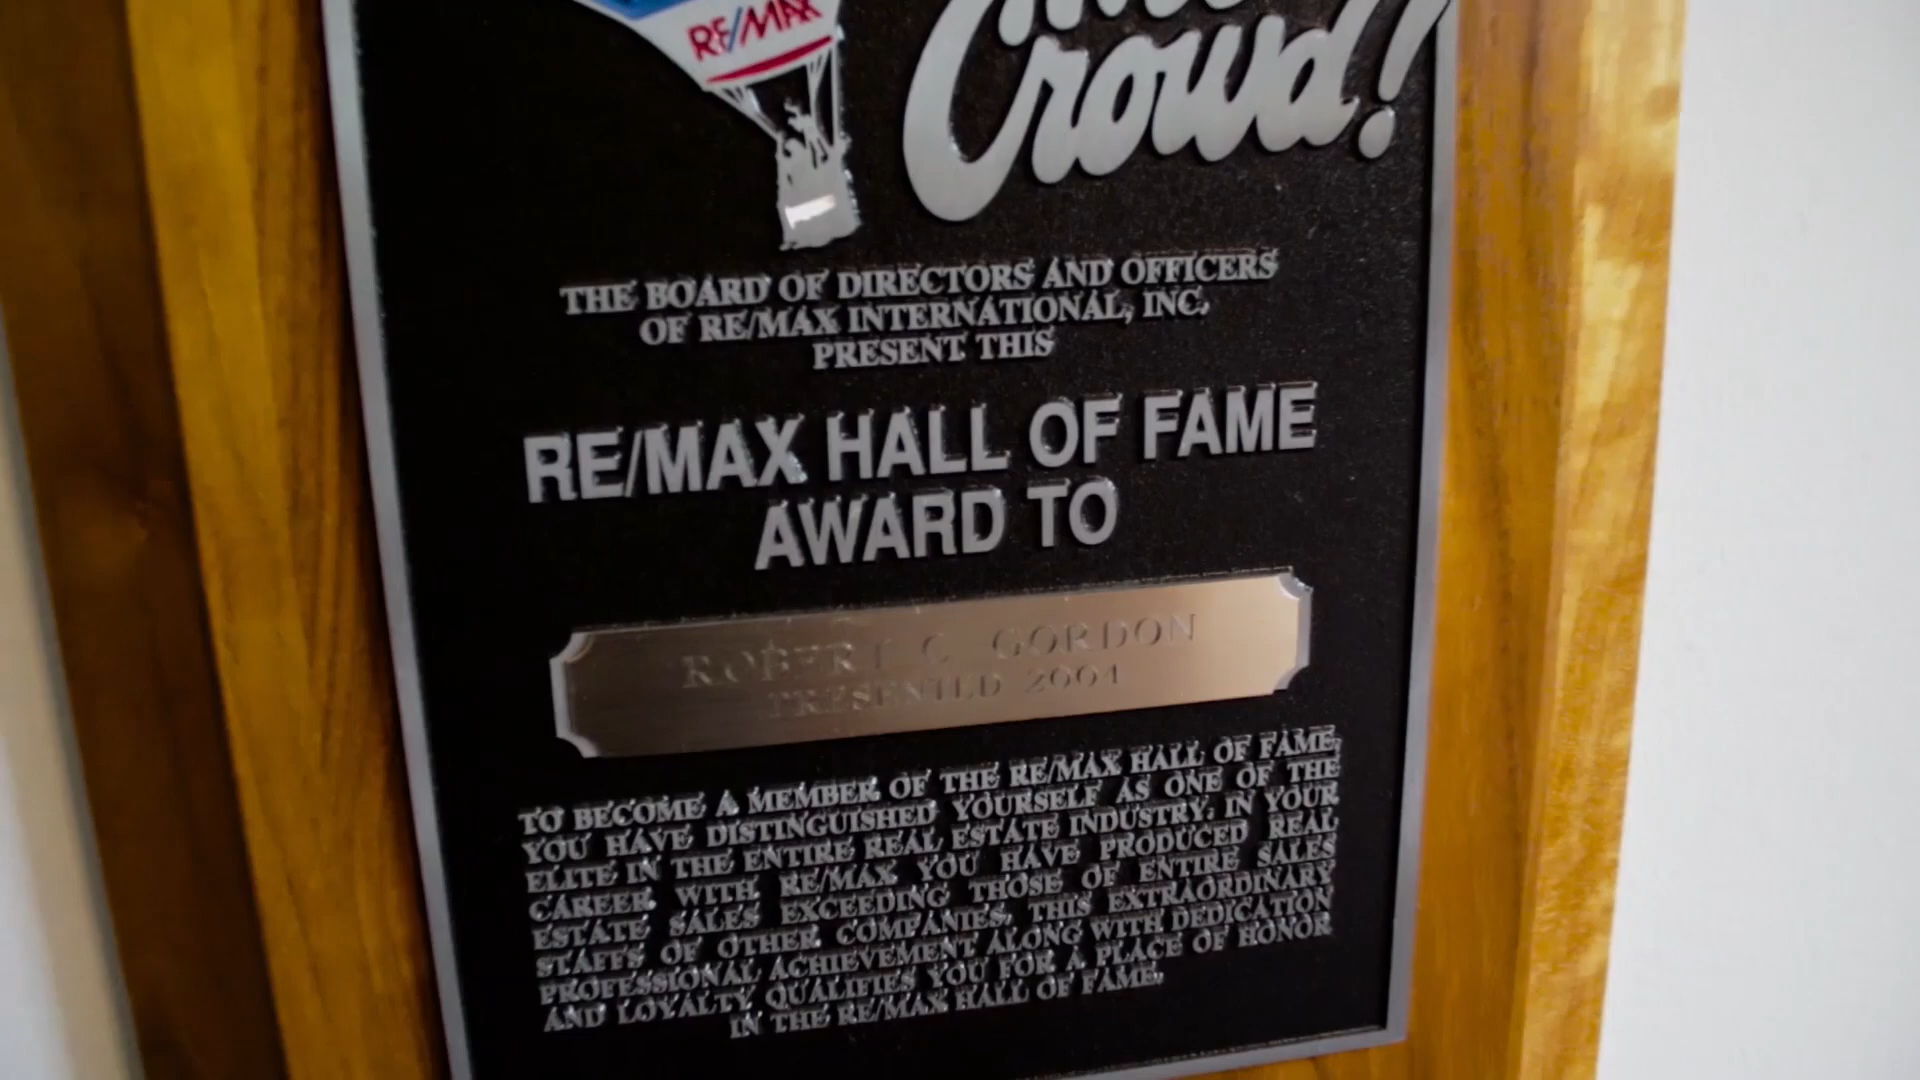 RE/MAX
Crowd!
THE BOARD OF DIRECTORS AND OFFICERS
OF RE/MAX INTERNATIONAL, INC.
PRESENT THIS
RE/MAX HALL OF FAME
AWARD TO
ROBERT C GORDON
PRESENTED 2004
TO BECOME A MEMBER OF THE RE/MAX HALL OF FAME,
YOU HAVE DISTINGUISHED YOURSELF AS ONE OF THE
ELITE IN THE ENTIRE REAL ESTATE INDUSTRY. IN YOUR
CAREER WITH RE/MAX YOU HAVE PRODUCED REAL
ESTATE SALES EXCEEDING THOSE OF ENTIRE SALES
STAFFS OF OTHER COMPANIES. THIS EXTRAORDINARY
PROFESSIONAL ACHIEVEMENT ALONG WITH DEDICATION
AND LOYALTY QUALIFIES YOU FOR A PLACE OF HONOR
IN THE RE/MAX HALL OF FAME.